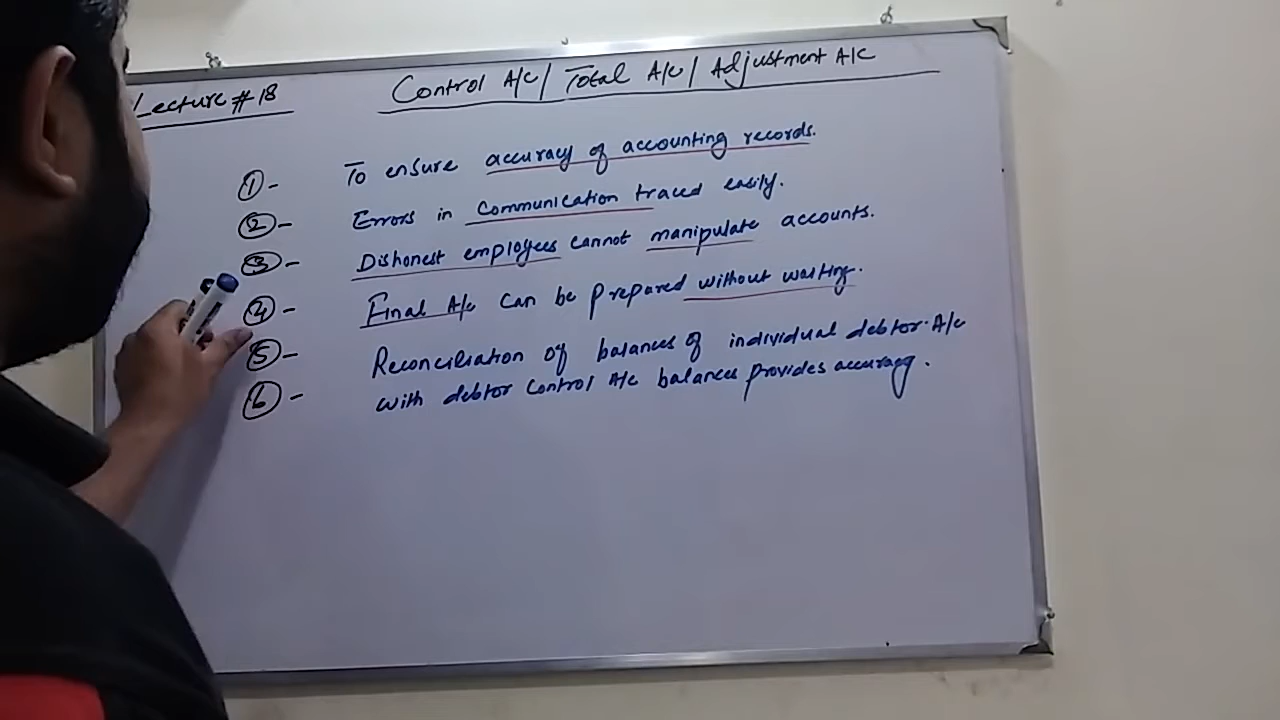 Lecture # 18
Control A/c / Total A/c / Adjustment A/c
①- To ensure accuracy of accounting records.
②- Errors in communication traced easily.
③- Dishonest employees cannot manipulate accounts.
④- Final A/c can be prepared without waiting.
⑤- Reconciliation of balances of individual debtor A/c
⑥- with debtor control A/c balances provides accuracy.